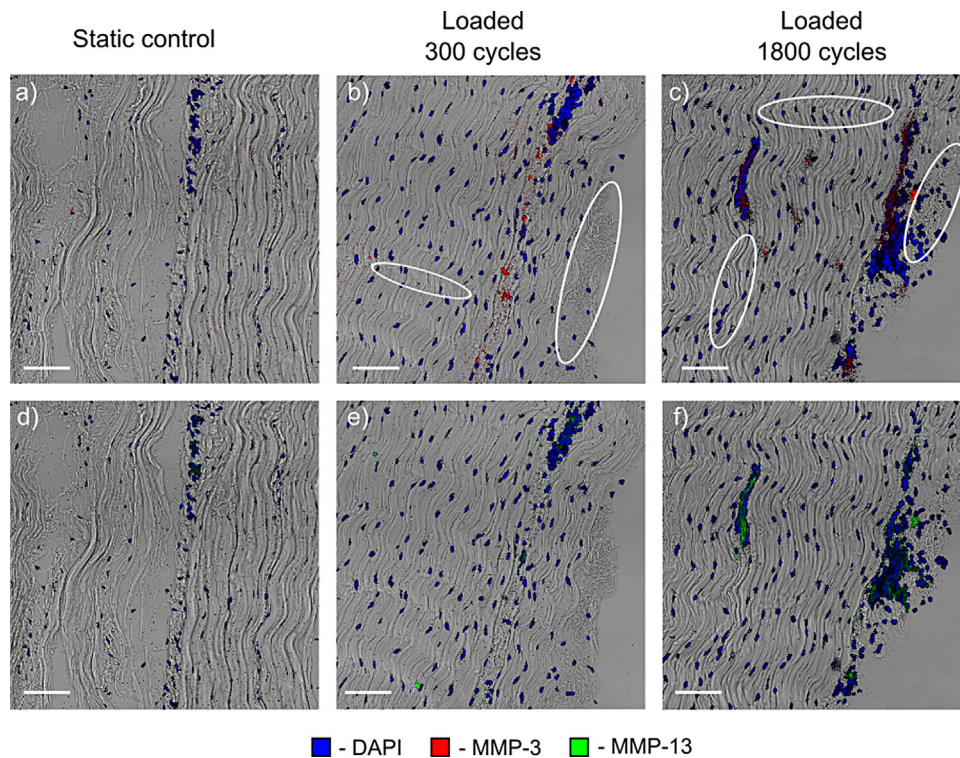 Static control
Loaded
300 cycles
Loaded
1800 cycles
a)
b)
c)
d)
e)
f)
- DAPI
- MMP-3
- MMP-13